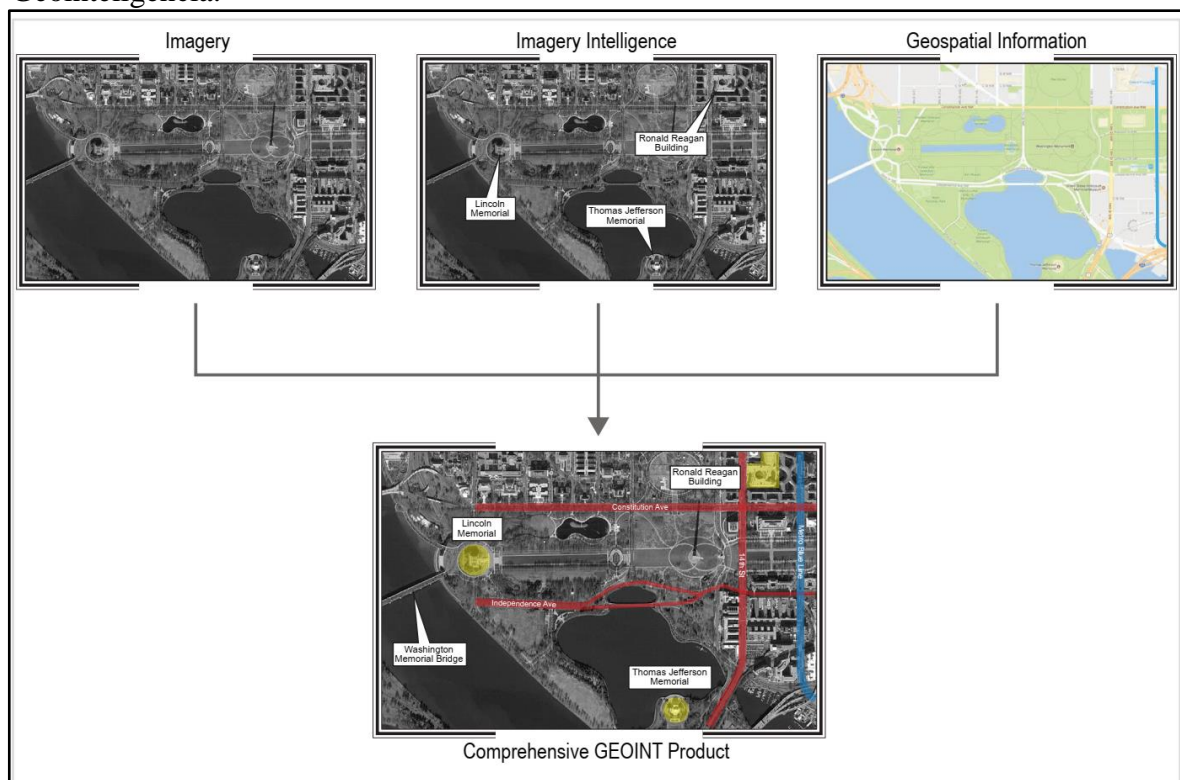 Geointeligencia.
Imagery
Imagery Intelligence
Geospatial Information
Ronald Reagan
Building
Lincoln
Memorial
Thomas Jefferson
Memorial
Ronald Reagan
Building
Constitution Ave
Lincoln
Memorial
14th St
Metro Blue Line
Independence Ave
Washington
Memorial Bridge
Thomas Jefferson
Memorial
Comprehensive GEOINT Product